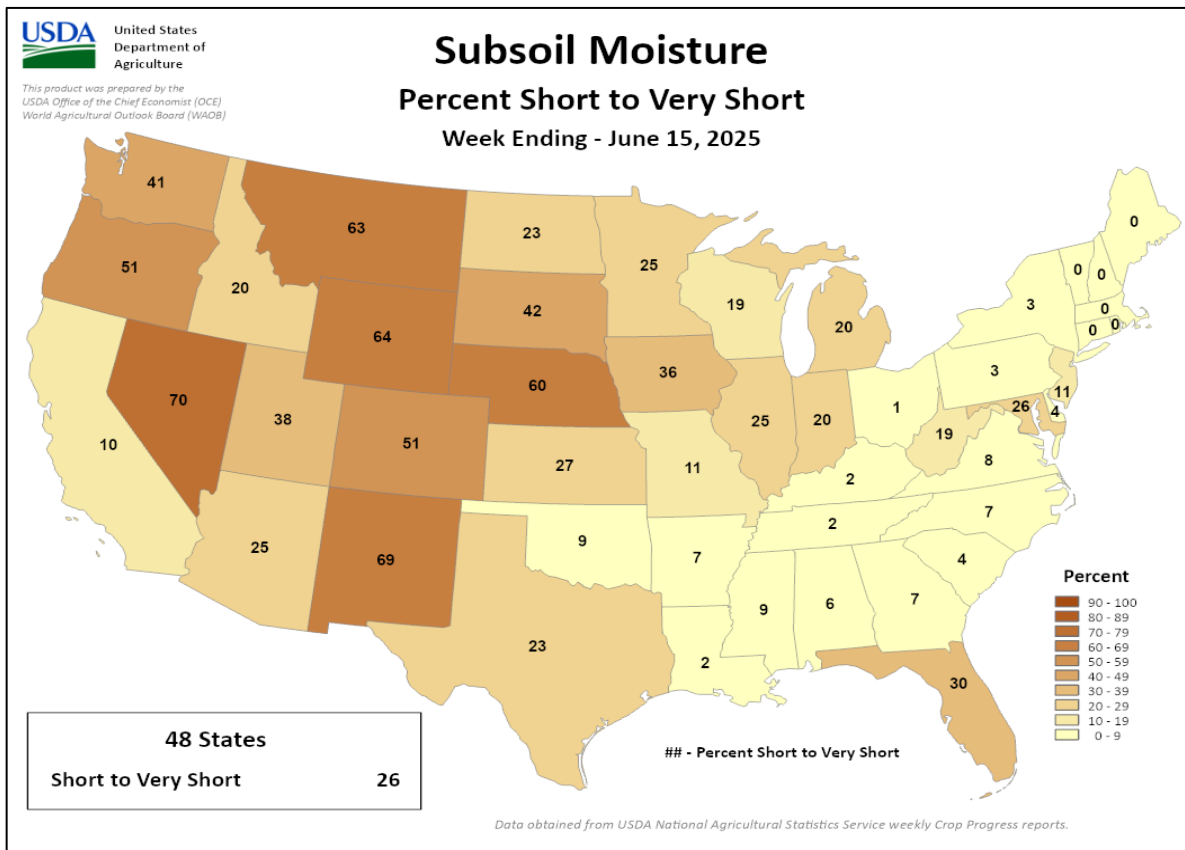 USDA
United States
Department of
Agriculture
This product was prepared by the
USDA Office of the Chief Economist (OCE)
World Agricultural Outlook Board (WAOB)
Subsoil Moisture
Percent Short to Very Short
Week Ending - June 15, 2025
41
63
23
0
51
20
25
0
0
42
19
3
0
64
20
0
0
36
3
60
70
1
11
26
4
38
25
20
10
51
19
27
11
8
2
2
7
25
9
69
7
4
9
6
7
23
2
30
Percent
90 - 100
80 - 89
70 - 79
60 - 69
50 - 59
40 - 49
30 - 39
20 - 29
10 - 19
0 - 9
48 States
Short to Very Short 26
## - Percent Short to Very Short
Data obtained from USDA National Agricultural Statistics Service weekly Crop Progress reports.